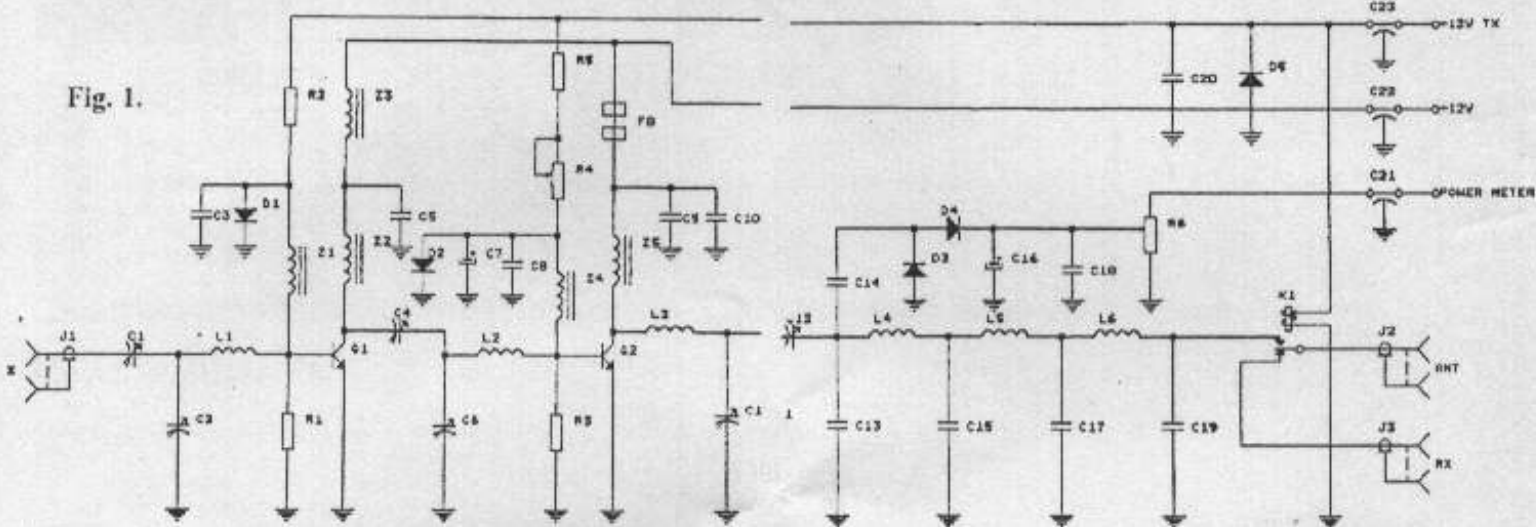 Fig. 1.
C23
+12V TX
R5
R2
Z3
C20
D5
C22
+12V
FB
R4
C21
POWER METER
C3
D1
C5
C9
C10
D4
R6
Z1
Z2
D2
C7
C8
Z4
Z5
C14
D3
C16
C18
K1
J1
C1
L1
Q1
C4
L2
Q2
L3
L4
L5
L6
J2
ANT
C2
R1
C6
R3
C1
1
C13
C15
C17
C19
J3
RX